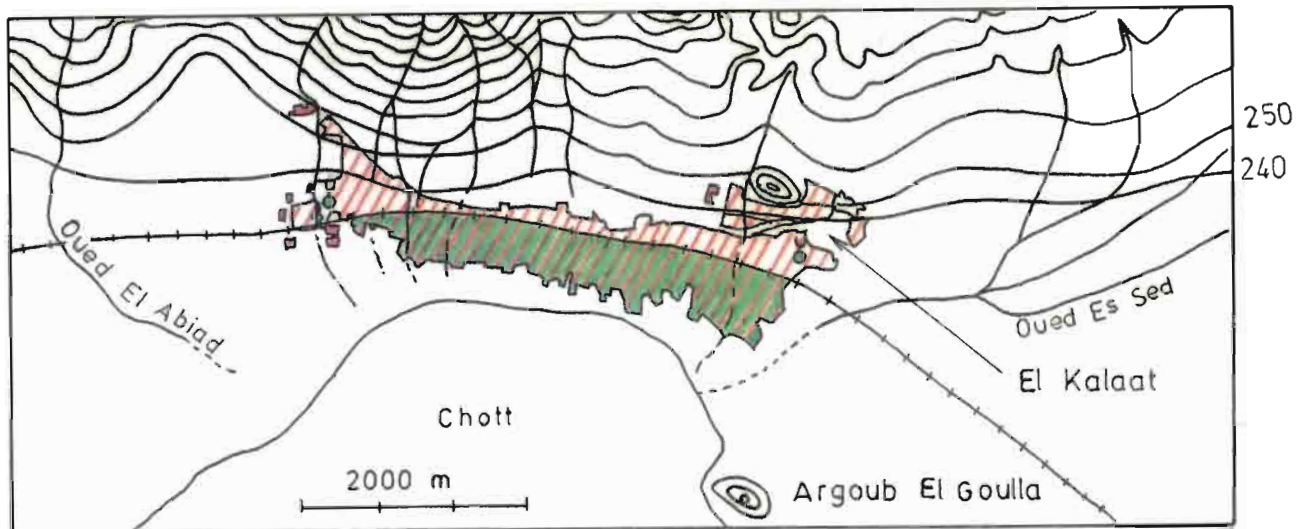 250
240
Oued El Abiad
Oued Es Sed
El Kalaat
Chott
2000 m
Argoub El Goulla